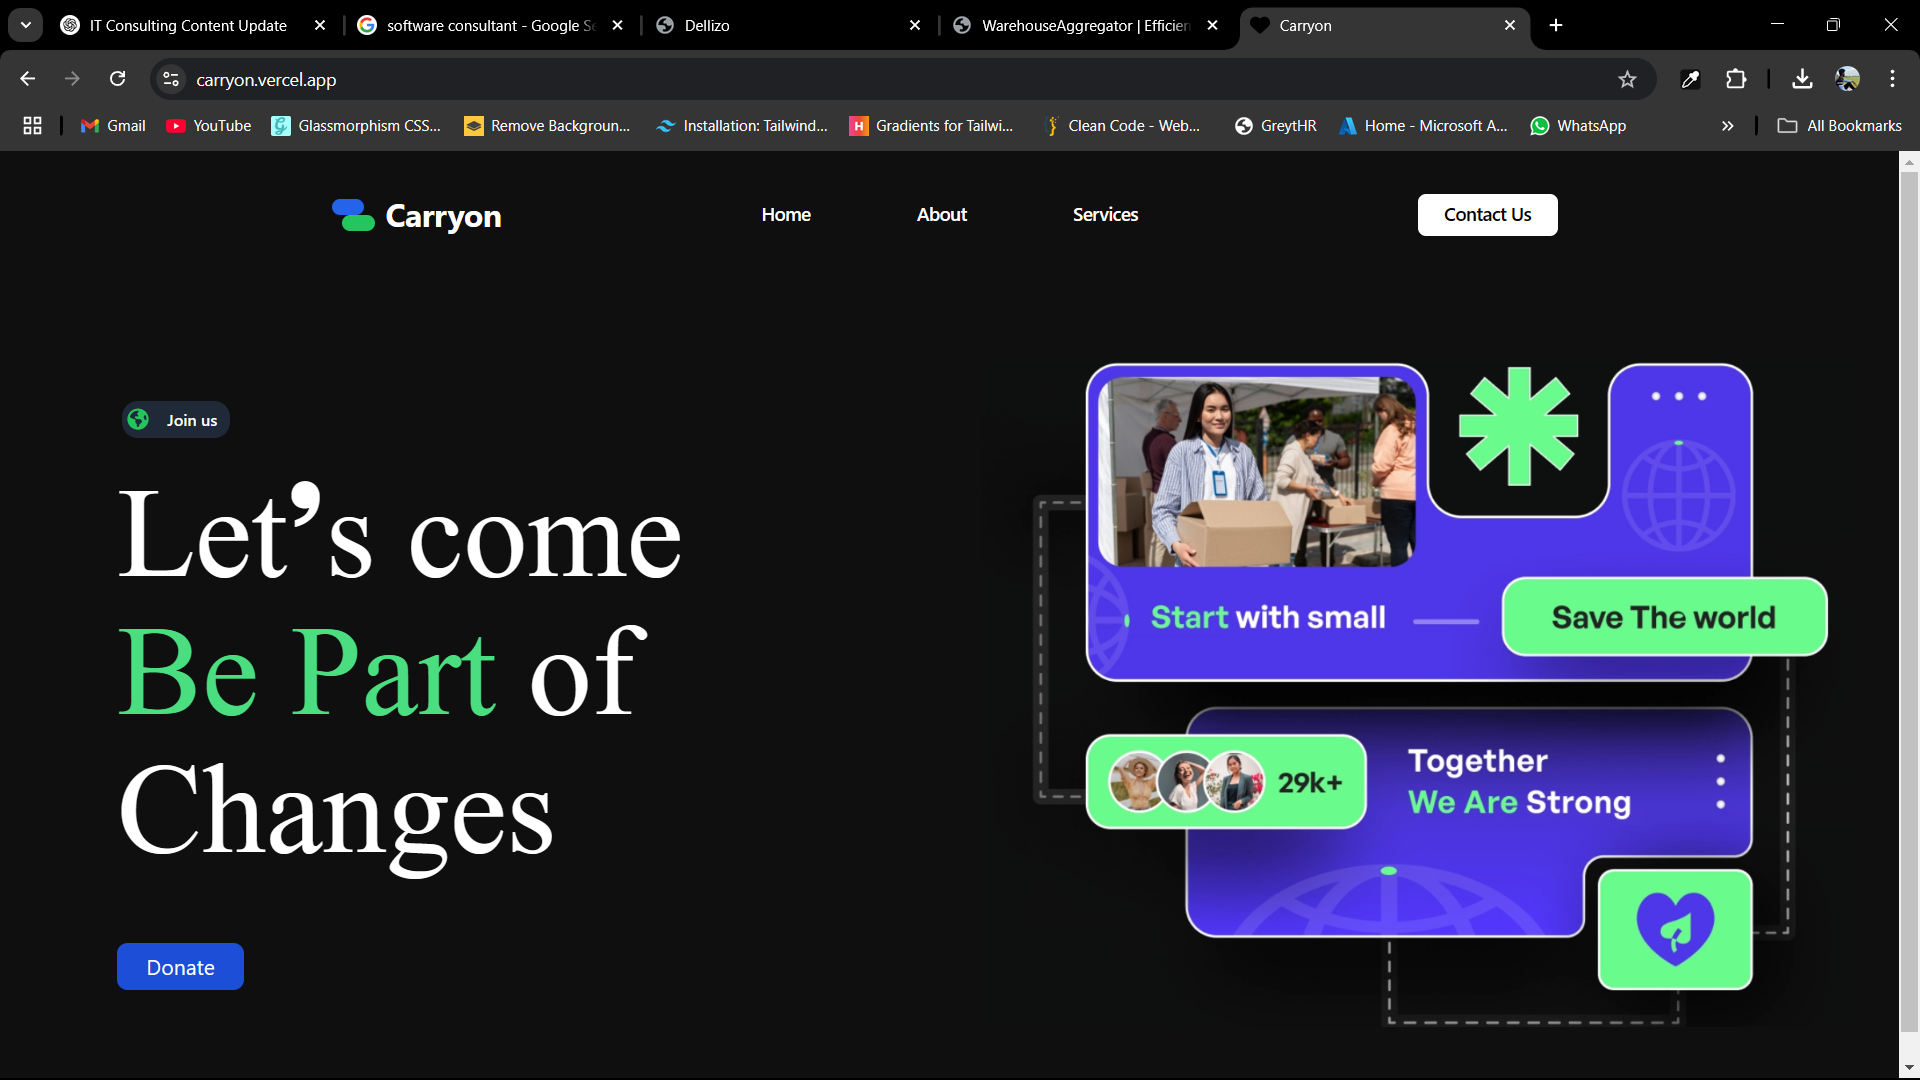 IT Consulting Content Update
software consultant - Google Se
Dellizo
WarehouseAggregator | Efficien
Carryon
carryon.vercel.app
Gmail
YouTube
Glassmorphism CSS...
Remove Backgroun...
Installation: Tailwind...
Gradients for Tailwi...
Clean Code - Web...
GreytHR
Home - Microsoft A...
WhatsApp
All Bookmarks
Carryon
Home
About
Services
Contact Us
Join us
Let's come
Be Part of
Changes
Donate
Start with small
Save The world
29k+
Together
We Are Strong